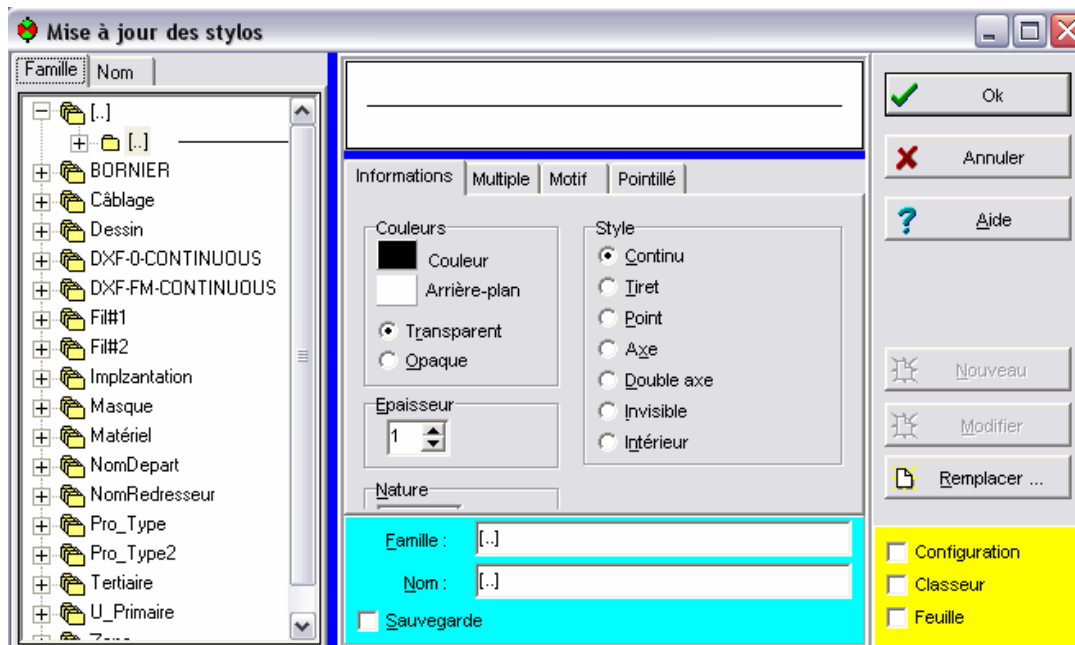 Mise à jour des stylos
Famille
Nom
[..]
[..]
BORNIER
Câblage
Dessin
DXF-0-CONTINUOUS
DXF-FM-CONTINUOUS
Fil#1
Fil#2
Implzantation
Masque
Matériel
NomDepart
NomRedresseur
Pro_Type
Pro_Type2
Tertiaire
U_Primaire
Informations
Multiple
Motif
Pointillé
Couleurs
Couleur
Arrière-plan
Transparent
Opaque
Epaisseur
1
Nature
Style
Continu
Tiret
Point
Axe
Double axe
Invisible
Intérieur
Famille : [..]
Nom : [..]
Sauvegarde
Ok
Annuler
? Aide
Nouveau
Modifier
Remplacer ...
Configuration
Classeur
Feuille